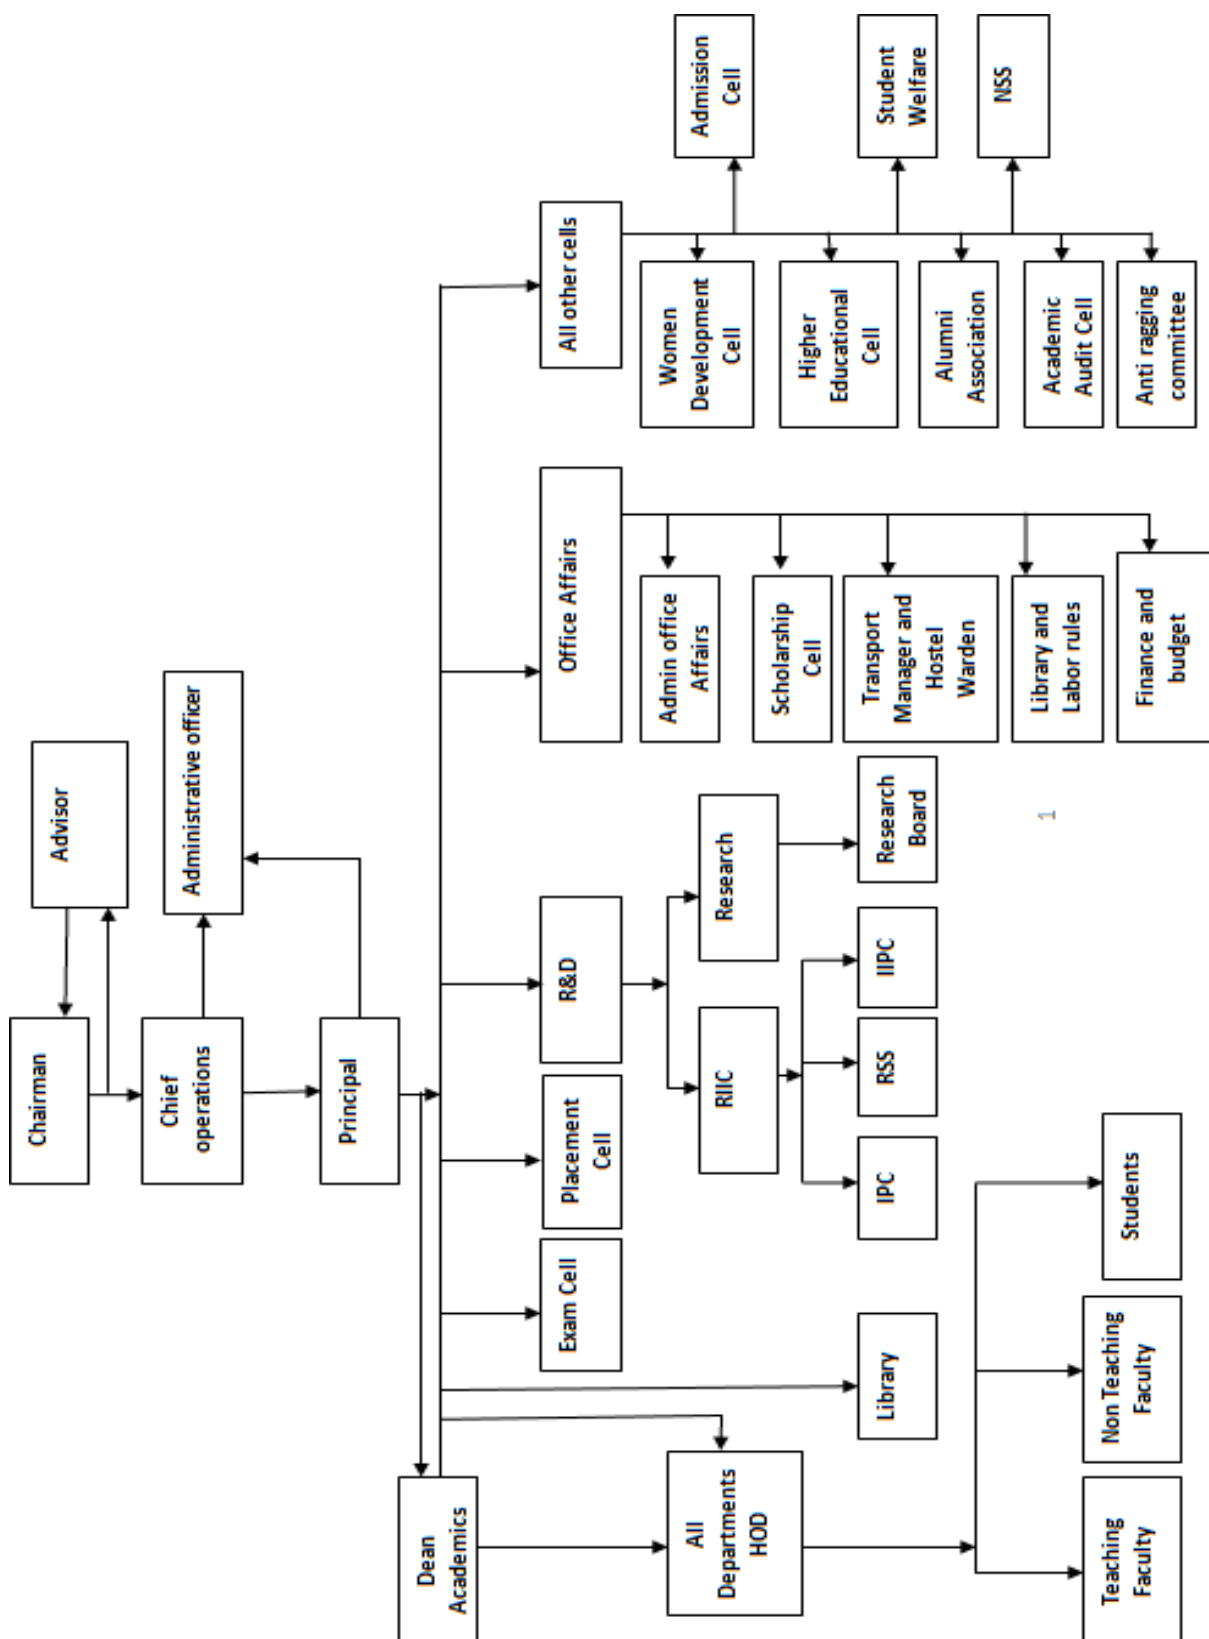 Chairman
Advisor
Chief
operations
Administrative officer
Principal
Dean
Academics
Exam Cell
Placement
Cell
R&D
Office Affairs
All other cells
All
Departments
HOD
Library
RIIC
Research
IPC
RSS
IIPC
Research
Board
Teaching
Faculty
Non Teaching
Faculty
Students
Admin office
Affairs
Scholarship
Cell
Transport
Manager and
Hostel
Warden
Library and
Labor rules
Finance and
budget
Women
Development
Cell
Higher
Educational
Cell
Alumni
Association
Academic
Audit Cell
Anti ragging
committee
Admission
Cell
Student
Welfare
NSS
1